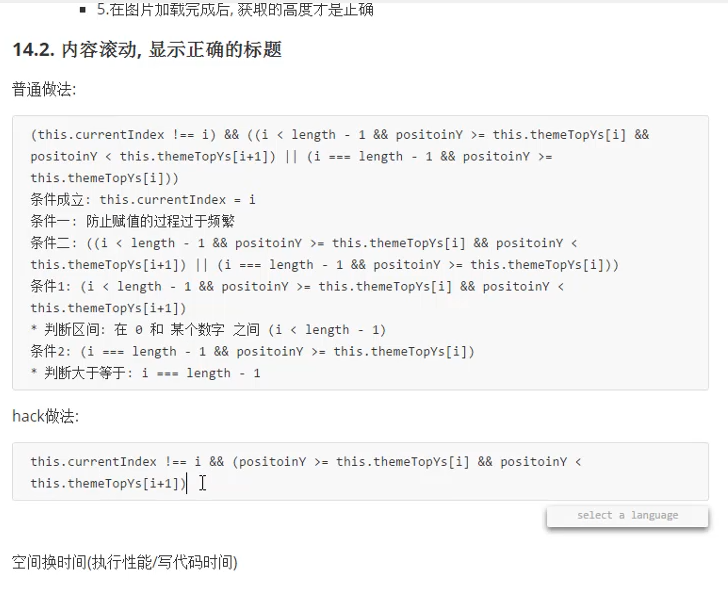 5.在图片加载完成后, 获取的高度才是正确
14.2. 内容滚动, 显示正确的标题
普通做法:
(this.currentIndex !== i) && ((i < length - 1 && positoinY >= this.themeTopYs[i] &&
positoinY < this.themeTopYs[i+1]) || (i === length - 1 && positoinY >=
this.themeTopYs[i]))
条件成立: this.currentIndex = i
条件一: 防止赋值的过程过于频繁
条件二: ((i < length - 1 && positoinY >= this.themeTopYs[i] && positoinY <
this.themeTopYs[i+1]) || (i === length - 1 && positoinY >= this.themeTopYs[i]))
条件1: (i < length - 1 && positoinY >= this.themeTopYs[i] && positoinY <
this.themeTopYs[i+1])
* 判断区间: 在 0 和 某个数字 之间 (i < length - 1)
条件2: (i === length - 1 && positoinY >= this.themeTopYs[i])
* 判断大于等于: i === length - 1
hack做法:
this.currentIndex !== i && (positoinY >= this.themeTopYs[i] && positoinY <
this.themeTopYs[i+1])
select a language
空间换时间(执行性能/写代码时间)